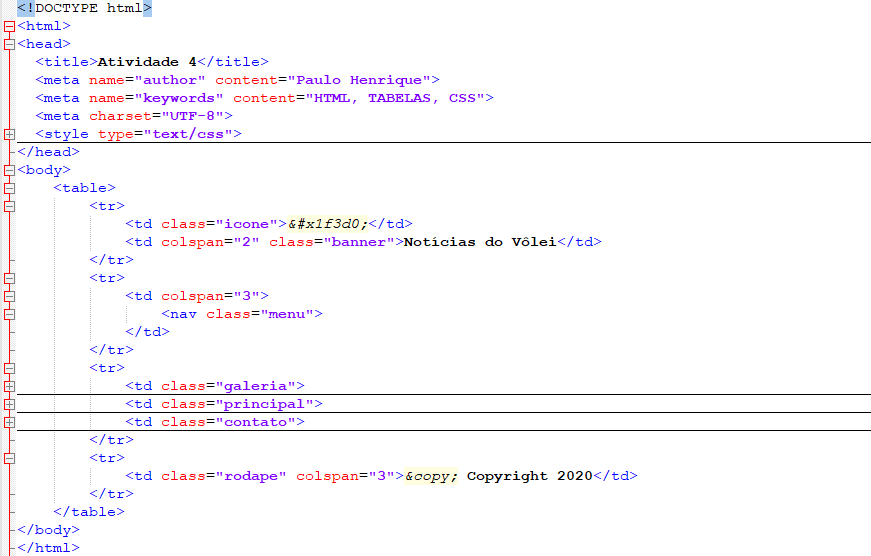 <!DOCTYPE html>
<html>
<head>
<title>Atividade 4</title>
<meta name="author" content="Paulo Henrique">
<meta name="keywords" content="HTML, TABELAS, CSS">
<meta charset="UTF-8">
<style type="text/css">
</head>
<body>
<table>
<tr>
<td class="icone">&#x1f3d0;</td>
<td colspan="2" class="banner">Notícias do Vôlei</td>
</tr>
<tr>
<td colspan="3">
<nav class="menu">
</td>
</tr>
<tr>
<td class="galeria">
<td class="principal">
<td class="contato">
</tr>
<tr>
<td class="rodape" colspan="3">&copy; Copyright 2020</td>
</tr>
</table>
</body>
</html>